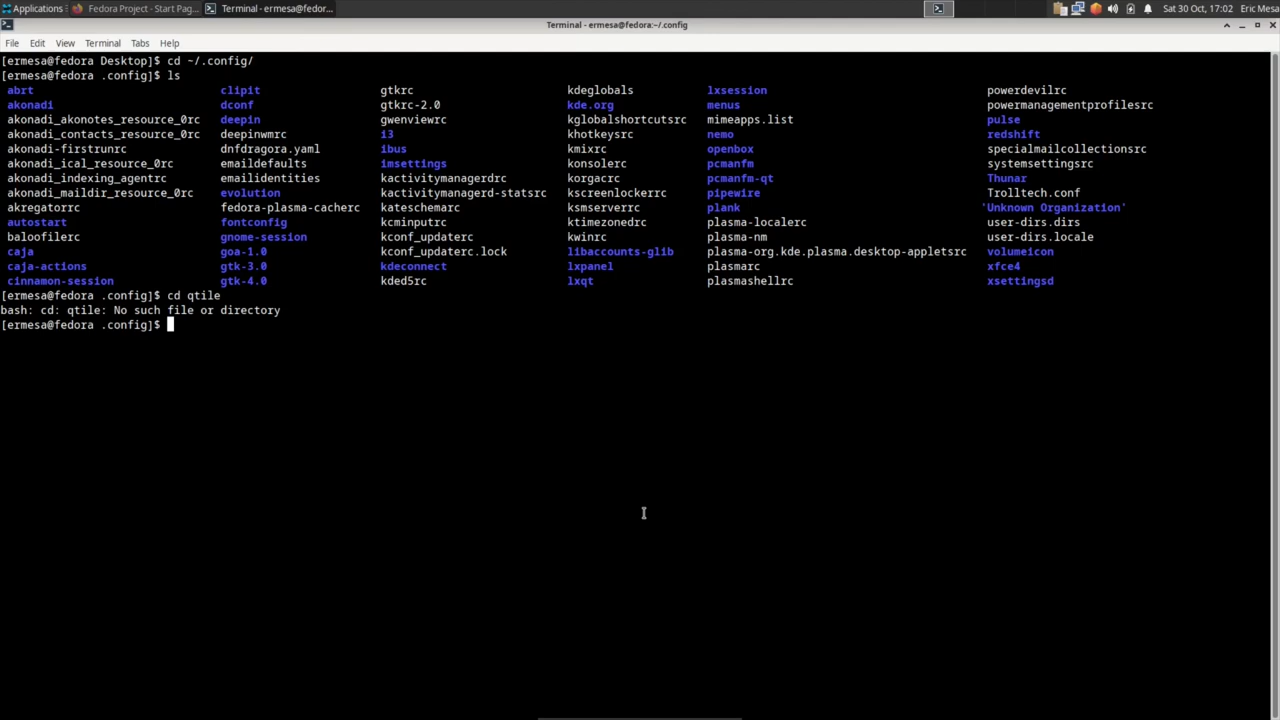 Applications Fedora Project - Start Pag... Terminal - ermesa@fedor... Sat 30 Oct, 17:02 Eric Mesa
Terminal - ermesa@fedora:~/.config
File Edit View Terminal Tabs Help
[ermesa@fedora Desktop]$ cd ~/.config/
[ermesa@fedora .config]$ ls
abrt clipit gtkrc kdeglobals lxsession powerdevilrc
akonadi dconf gtkrc-2.0 kde.org menus powermanagementprofilesrc
akonadi_akonotes_resource_0rc deepin gwenviewrc kglobalshortcutsrc mimeapps.list pulse
akonadi_contacts_resource_0rc deepinwmrc i3 khotkeysrc nemo redshift
akonadi-firstrunrc dnfdragora.yaml ibus kmixrc openbox specialmailcollectionsrc
akonadi_ical_resource_0rc emaildefaults imsettings konsolerc pcmanfm systemsettingsrc
akonadi_indexing_agentrc emailidentities kactivitymanagerdrc korgacrc pcmanfm-qt Thunar
akonadi_maildir_resource_0rc evolution kactivitymanagerd-statsrc kscreenlockerrc pipewire Trolltech.conf
akregatorrc fedora-plasma-cacherc kateschemarc ksmserverrc plank 'Unknown Organization'
autostart fontconfig kcminputrc ktimezonedrc plasma-localerc user-dirs.dirs
baloofilerc gnome-session kconf_updaterc kwinrc plasma-nm user-dirs.locale
caja goa-1.0 kconf_updaterc.lock libaccounts-glib plasma-org.kde.plasma.desktop-appletsrc volumeicon
caja-actions gtk-3.0 kdeconnect lxpanel plasmarc xfce4
cinnamon-session gtk-4.0 kded5rc lxqt plasmashellrc xsettingsd
[ermesa@fedora .config]$ cd qtile
bash: cd: qtile: No such file or directory
[ermesa@fedora .config]$